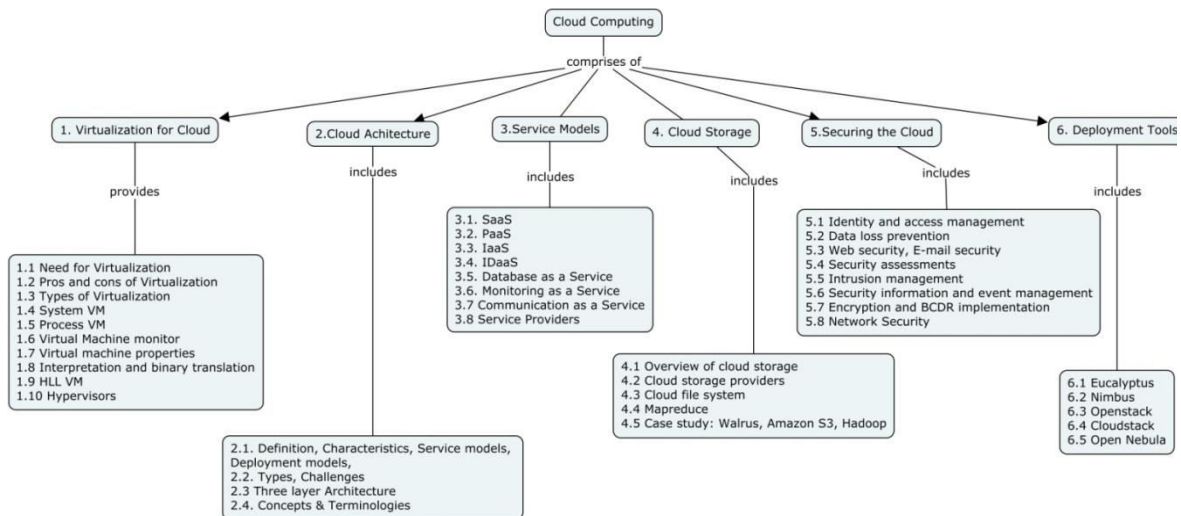 Cloud Computing
comprises of
1. Virtualization for Cloud
2.Cloud Achitecture
3.Service Models
4. Cloud Storage
5.Securing the Cloud
6. Deployment Tools
provides
includes
includes
includes
includes
includes
1.1 Need for Virtualization
1.2 Pros and cons of Virtualization
1.3 Types of Virtualization
1.4 System VM
1.5 Process VM
1.6 Virtual Machine monitor
1.7 Virtual machine properties
1.8 Interpretation and binary translation
1.9 HLL VM
1.10 Hypervisors
2.1. Definition, Characteristics, Service models,
Deployment models,
2.2. Types, Challenges
2.3 Three layer Architecture
2.4. Concepts & Terminologies
3.1. SaaS
3.2. PaaS
3.3. IaaS
3.4. IDaaS
3.5. Database as a Service
3.6. Monitoring as a Service
3.7 Communication as a Service
3.8 Service Providers
4.1 Overview of cloud storage
4.2 Cloud storage providers
4.3 Cloud file system
4.4 Mapreduce
4.5 Case study: Walrus, Amazon S3, Hadoop
5.1 Identity and access management
5.2 Data loss prevention
5.3 Web security, E-mail security
5.4 Security assessments
5.5 Intrusion management
5.6 Security information and event management
5.7 Encryption and BCDR implementation
5.8 Network Security
6.1 Eucalyptus
6.2 Nimbus
6.3 Openstack
6.4 Cloudstack
6.5 Open Nebula